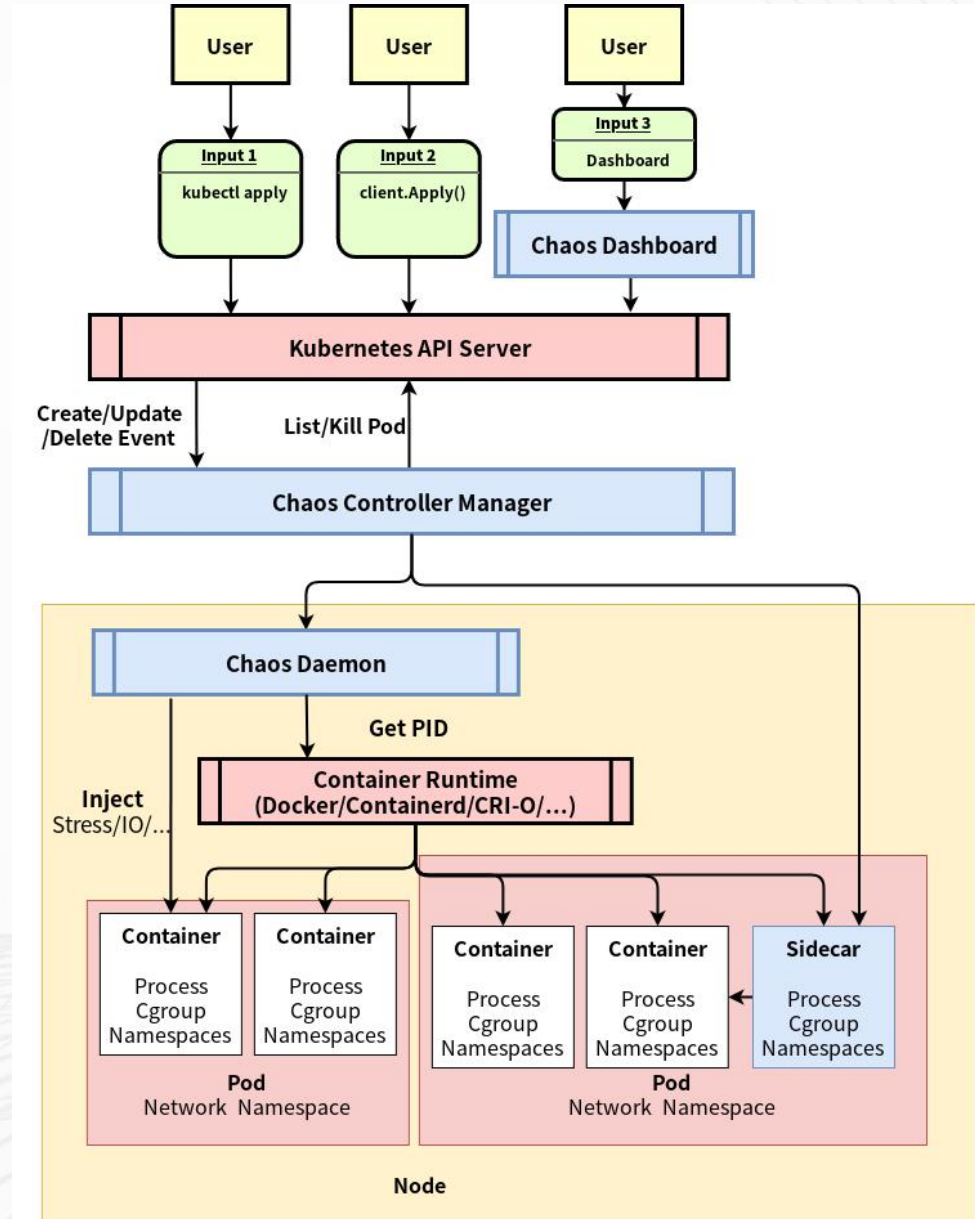 User
User
User
Input 1
kubectl apply
Input 2
client.Apply()
Input 3
Dashboard
Chaos Dashboard
Kubernetes API Server
Create/Update
/Delete Event
List/Kill Pod
Chaos Controller Manager
Chaos Daemon
Get PID
Container Runtime
(Docker/Containerd/CRI-O/...)
Inject
Stress/IO/...
Container
Process
Cgroup
Namespaces
Container
Process
Cgroup
Namespaces
Pod
Network Namespace
Container
Process
Cgroup
Namespaces
Container
Process
Cgroup
Namespaces
Sidecar
Process
Cgroup
Namespaces
Pod
Network Namespace
Node